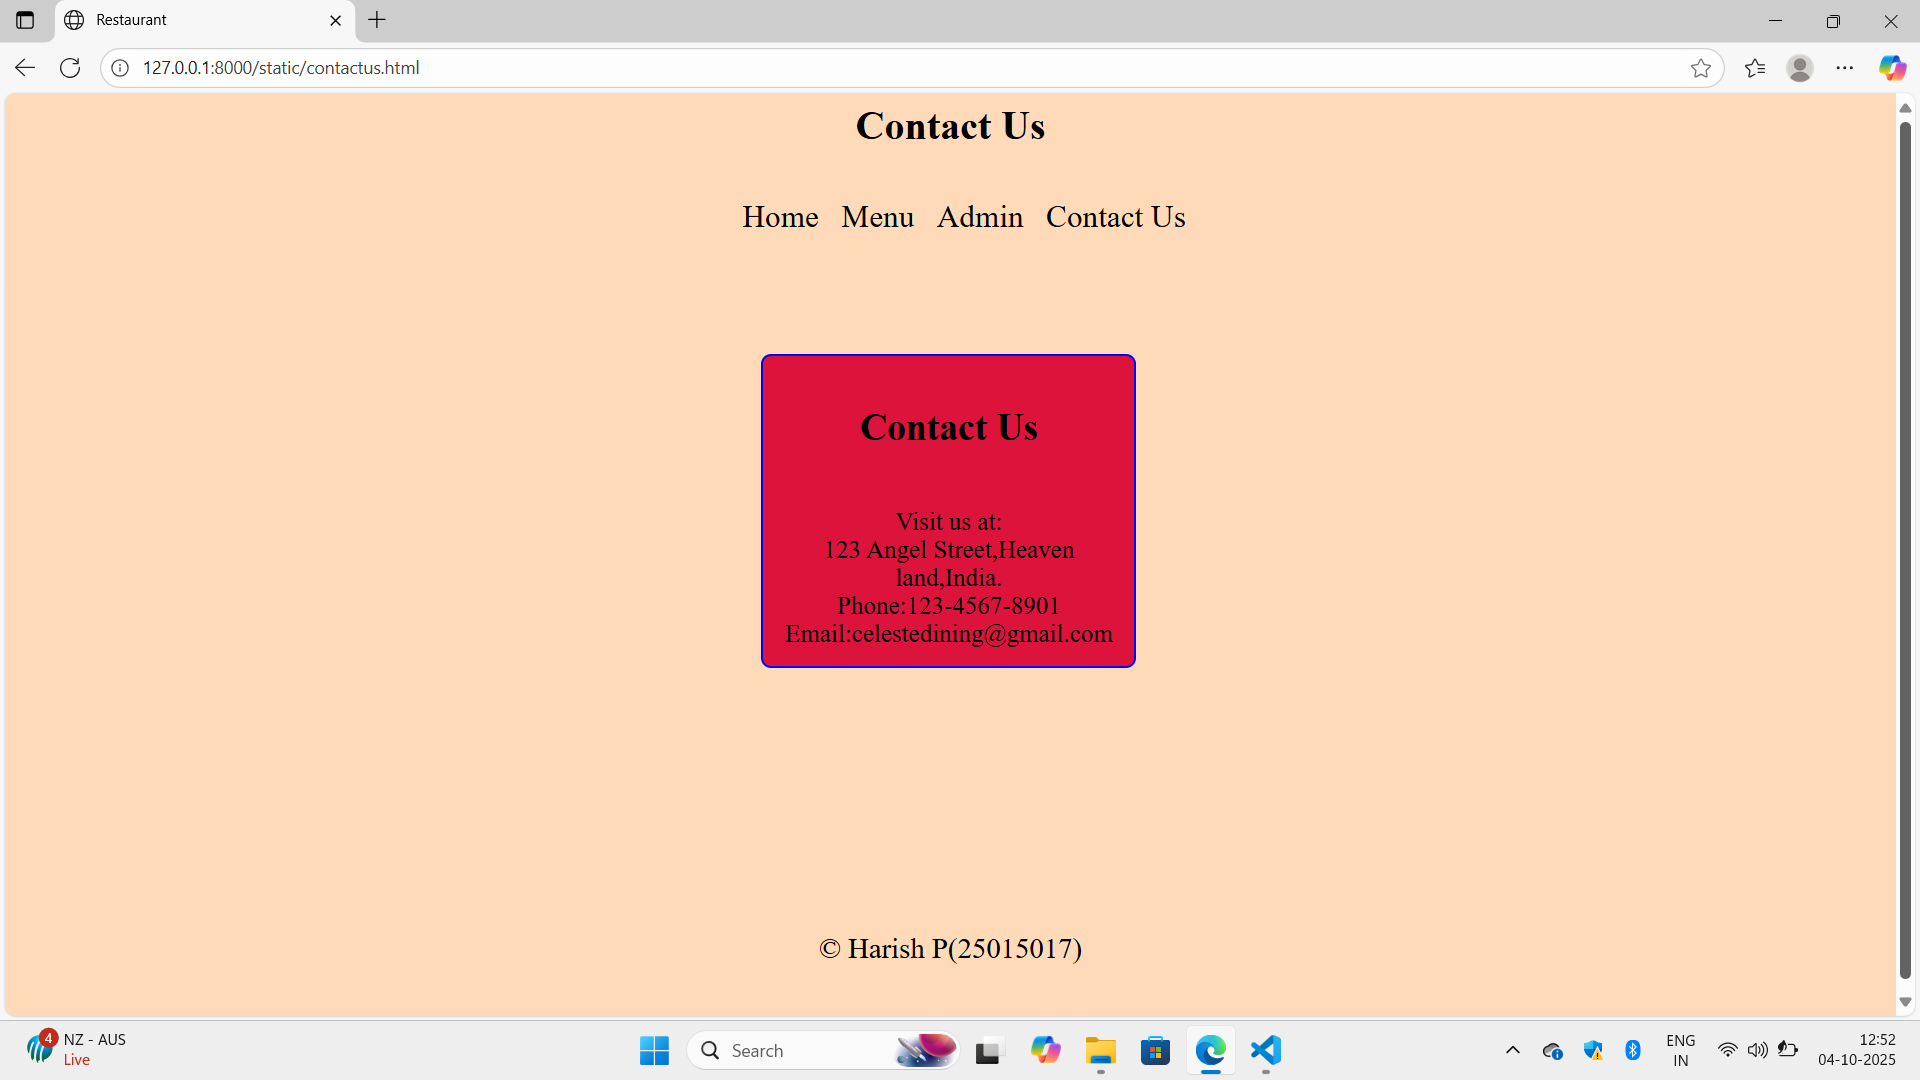 Restaurant
127.0.0.1:8000/static/contactus.html
Contact Us
Home Menu Admin Contact Us
Contact Us
Visit us at:
123 Angel Street,Heaven
land,India.
Phone:123-4567-8901
Email:celestedining@gmail.com
© Harish P(25015017)
4
NZ - AUS
Live
Search
ENG
IN
12:52
04-10-2025